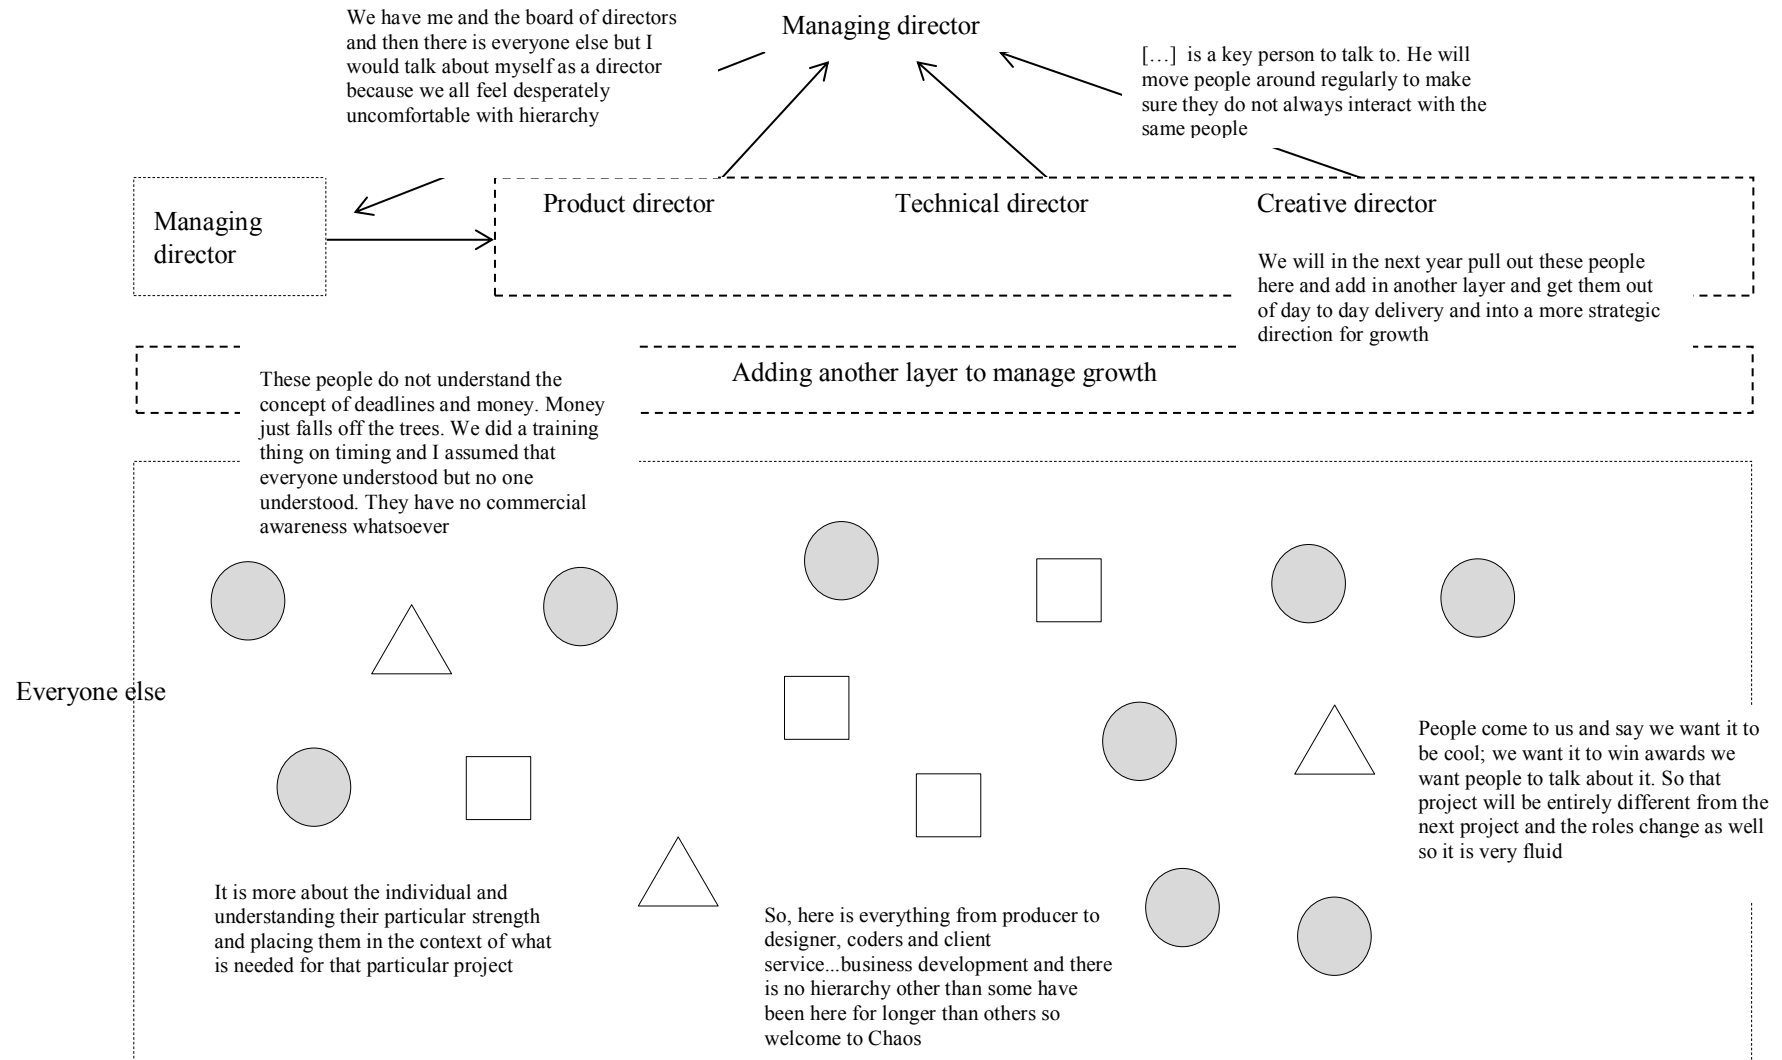 We have me and the board of directors
and then there is everyone else but I
would talk about myself as a director
because we all feel desperately
uncomfortable with hierarchy
Managing director
[…] is a key person to talk to. He will
move people around regularly to make
sure they do not always interact with the
same people
Managing
director
Product director
Technical director
Creative director
We will in the next year pull out these people
here and add in another layer and get them out
of day to day delivery and into a more strategic
direction for growth
Adding another layer to manage growth
These people do not understand the
concept of deadlines and money. Money
just falls off the trees. We did a training
thing on timing and I assumed that
everyone understood but no one
understood. They have no commercial
awareness whatsoever
Everyone else
People come to us and say we want it to
be cool; we want it to win awards we
want people to talk about it. So that
project will be entirely different from the
next project and the roles change as well
so it is very fluid
It is more about the individual and
understanding their particular strength
and placing them in the context of what
is needed for that particular project
So, here is everything from producer to
designer, coders and client
service...business development and there
is no hierarchy other than some have
been here for longer than others so
welcome to Chaos